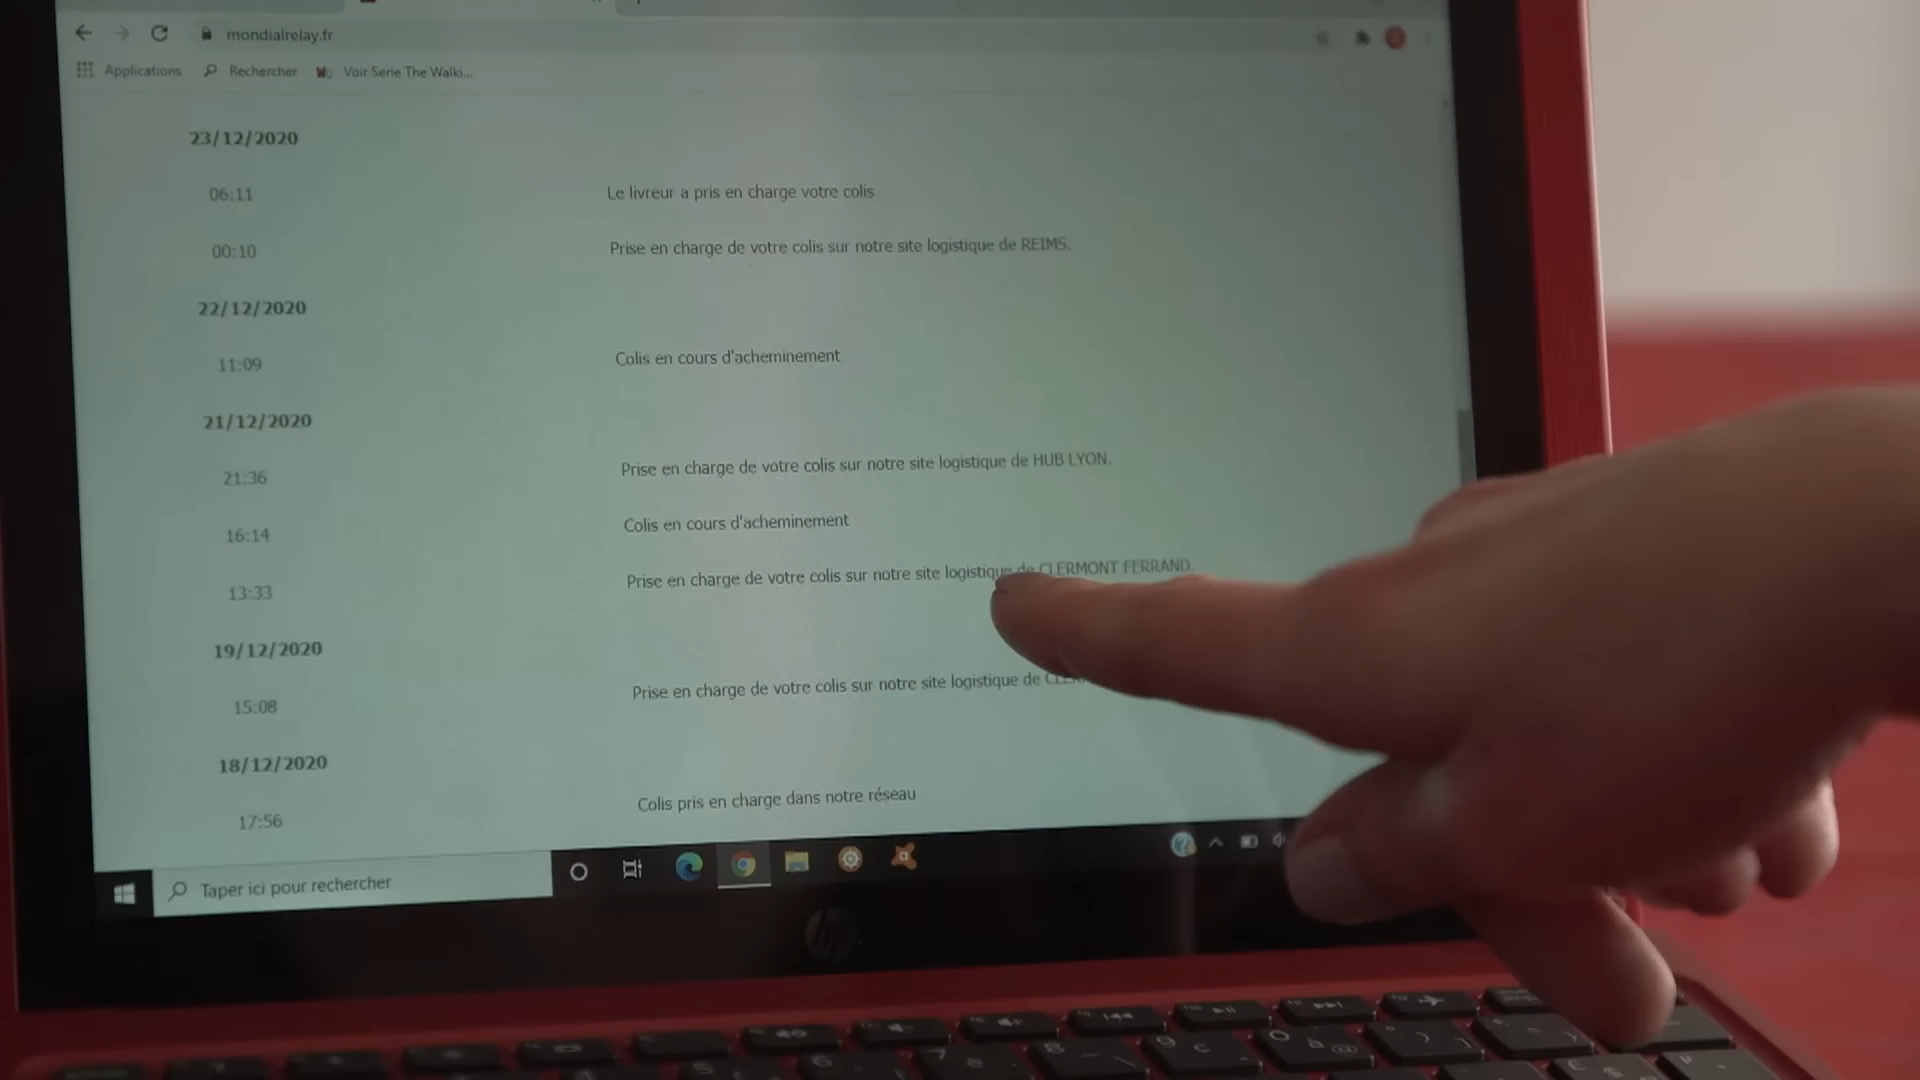 mondialrelay.fr
Applications Rechercher Voir Serie The Walki...
23/12/2020
06:11 Le livreur a pris en charge votre colis
00:10 Prise en charge de votre colis sur notre site logistique de REIMS.
22/12/2020
11:09 Colis en cours d'acheminement
21/12/2020
21:36 Prise en charge de votre colis sur notre site logistique de HUB LYON.
16:14 Colis en cours d'acheminement
13:33 Prise en charge de votre colis sur notre site logistique de CLERMONT FERRAND.
19/12/2020
15:08 Prise en charge de votre colis sur notre site logistique de
18/12/2020
17:56 Colis pris en charge dans notre réseau
Taper ici pour rechercher
hp